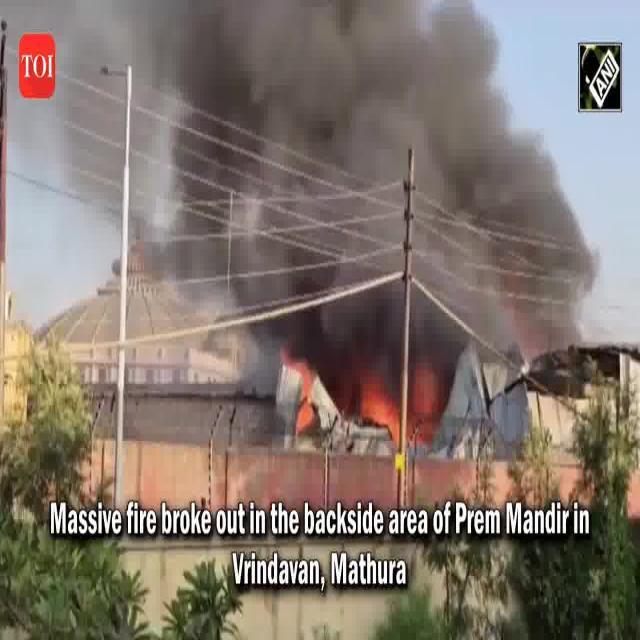 TOI
ANI
Massive fire broke out in the backside area of Prem Mandir in
Vrindavan, Mathura